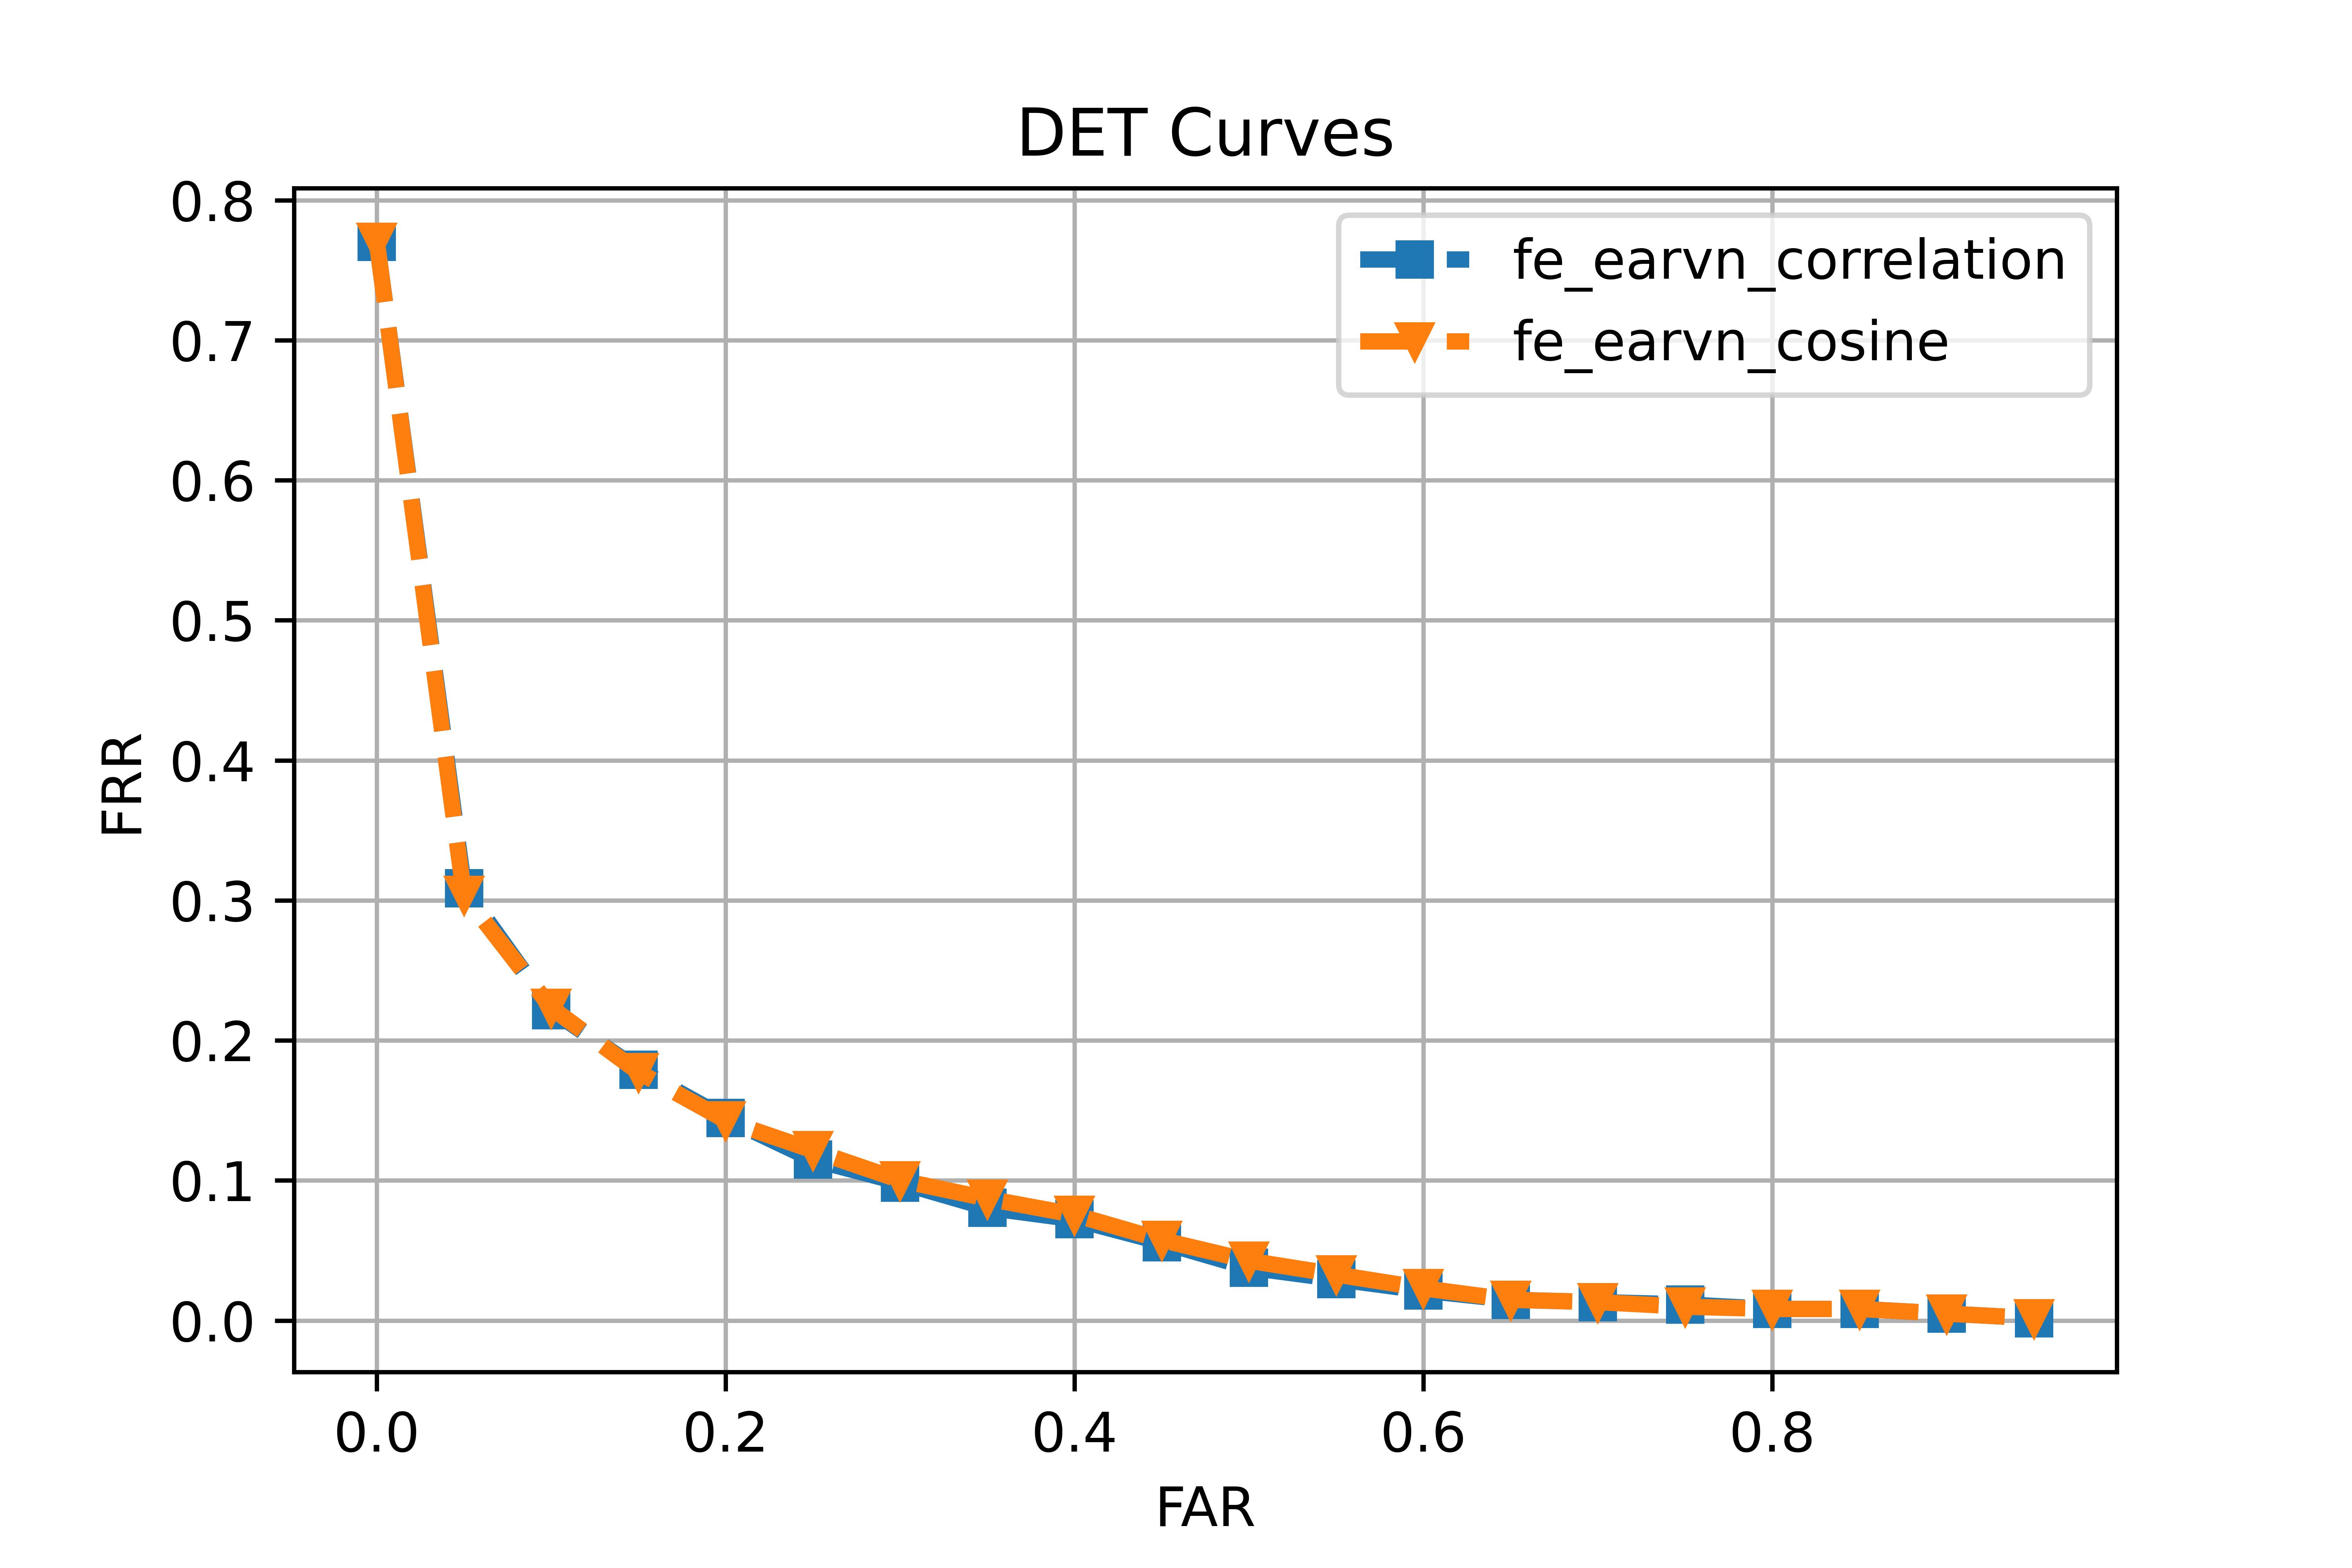 DET Curves
fe_earvn_correlation
fe_earvn_cosine
0.8
0.7
0.6
0.5
0.4
0.3
0.2
0.1
0.0
FRR
0.0 0.2 0.4 0.6 0.8
FAR